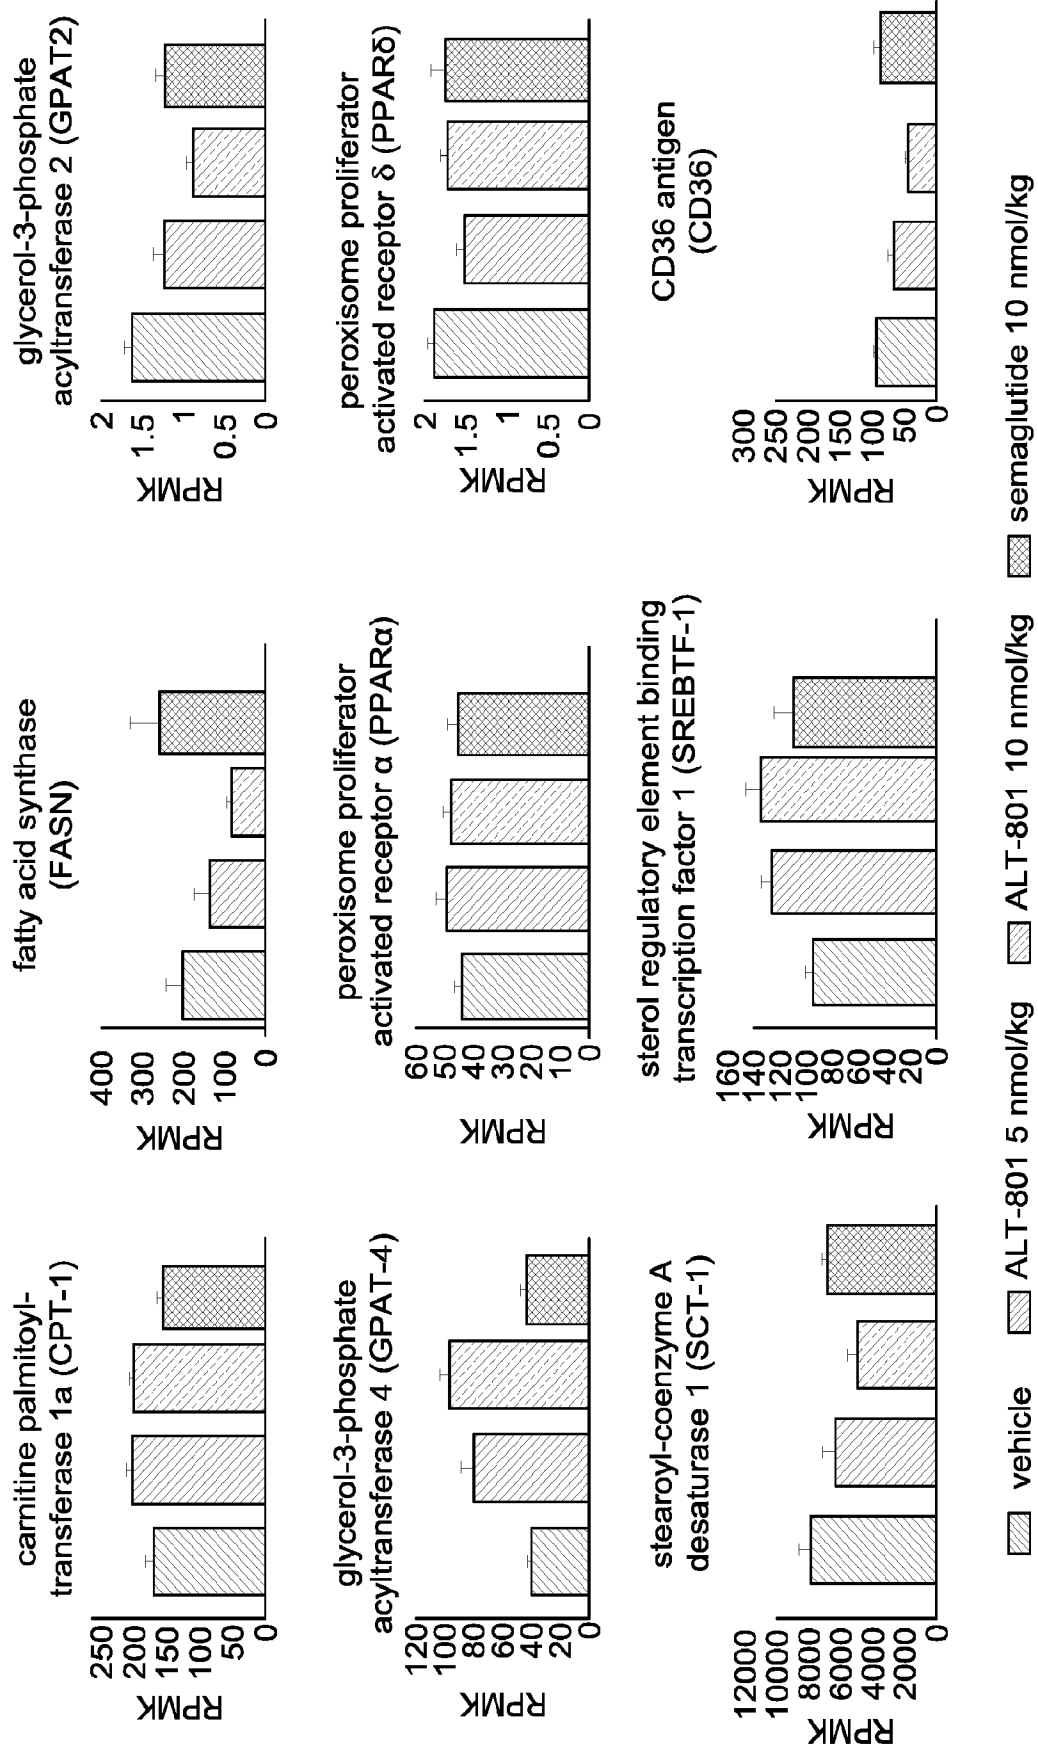 carnitine palmitoyl-
transferase 1a (CPT-1)
RPMK
250
200
150
100
50
0
fatty acid synthase
(FASN)
RPMK
400
300
200
100
0
glycerol-3-phosphate
acyltransferase 2 (GPAT2)
RPMK
2
1.5
1
0.5
0
glycerol-3-phosphate
acyltransferase 4 (GPAT-4)
RPMK
120
100
80
60
40
20
0
peroxisome proliferator
activated receptor α (PPARα)
RPMK
60
50
40
30
20
10
0
peroxisome proliferator
activated receptor δ (PPARδ)
RPMK
2
1.5
1
0.5
0
stearoyl-coenzyme A
desaturase 1 (SCT-1)
RPMK
12000
10000
8000
6000
4000
2000
0
sterol regulatory element binding
transcription factor 1 (SREBTF-1)
RPMK
160
140
120
100
80
60
40
20
0
CD36 antigen
(CD36)
RPMK
300
250
200
150
100
50
0
vehicle ALT-801 5 nmol/kg ALT-801 10 nmol/kg semaglutide 10 nmol/kg